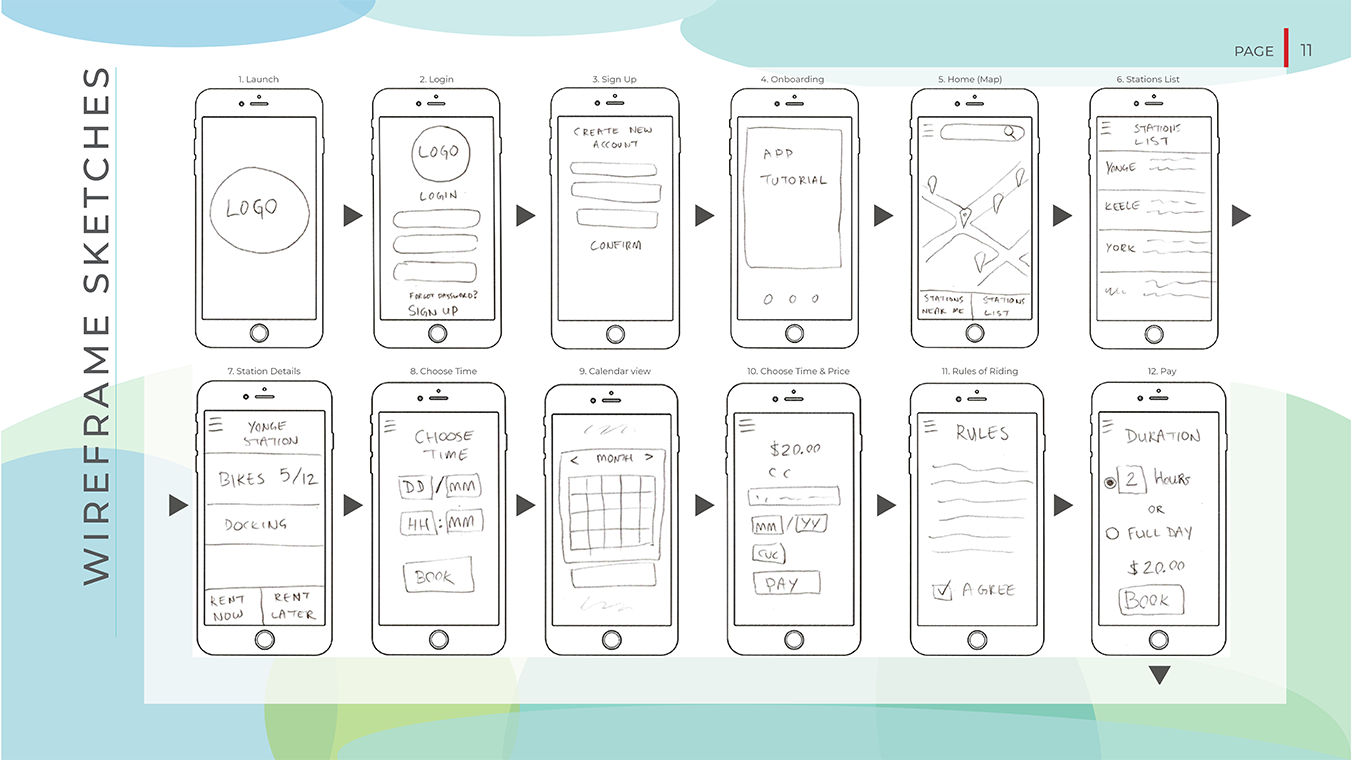 PAGE 11
WIREFRAME SKETCHES
1. Launch
LOGO
2. Login
LOGO
LOGIN
FORGOT PASSWORD?
SIGN UP
3. Sign Up
CREATE NEW
ACCOUNT
CONFIRM
4. Onboarding
APP
TUTORIAL
5. Home (Map)
STATIONS
NEAR ME
STATIONS
LIST
6. Stations List
STATIONS
LIST
YONGE
KEELE
YORK
7. Station Details
YONGE
STATION
BIKES 5/12
DOCKING
RENT
NOW
RENT
LATER
8. Choose Time
CHOOSE
TIME
DD/MM
HH:MM
BOOK
9. Calendar view
< MONTH >
10. Choose Time & Price
$20.00
CC
MM/YY
CVC
PAY
11. Rules of Riding
RULES
AGREE
12. Pay
DURATION
2 HOURS
OR
FULL DAY
$20.00
BOOK